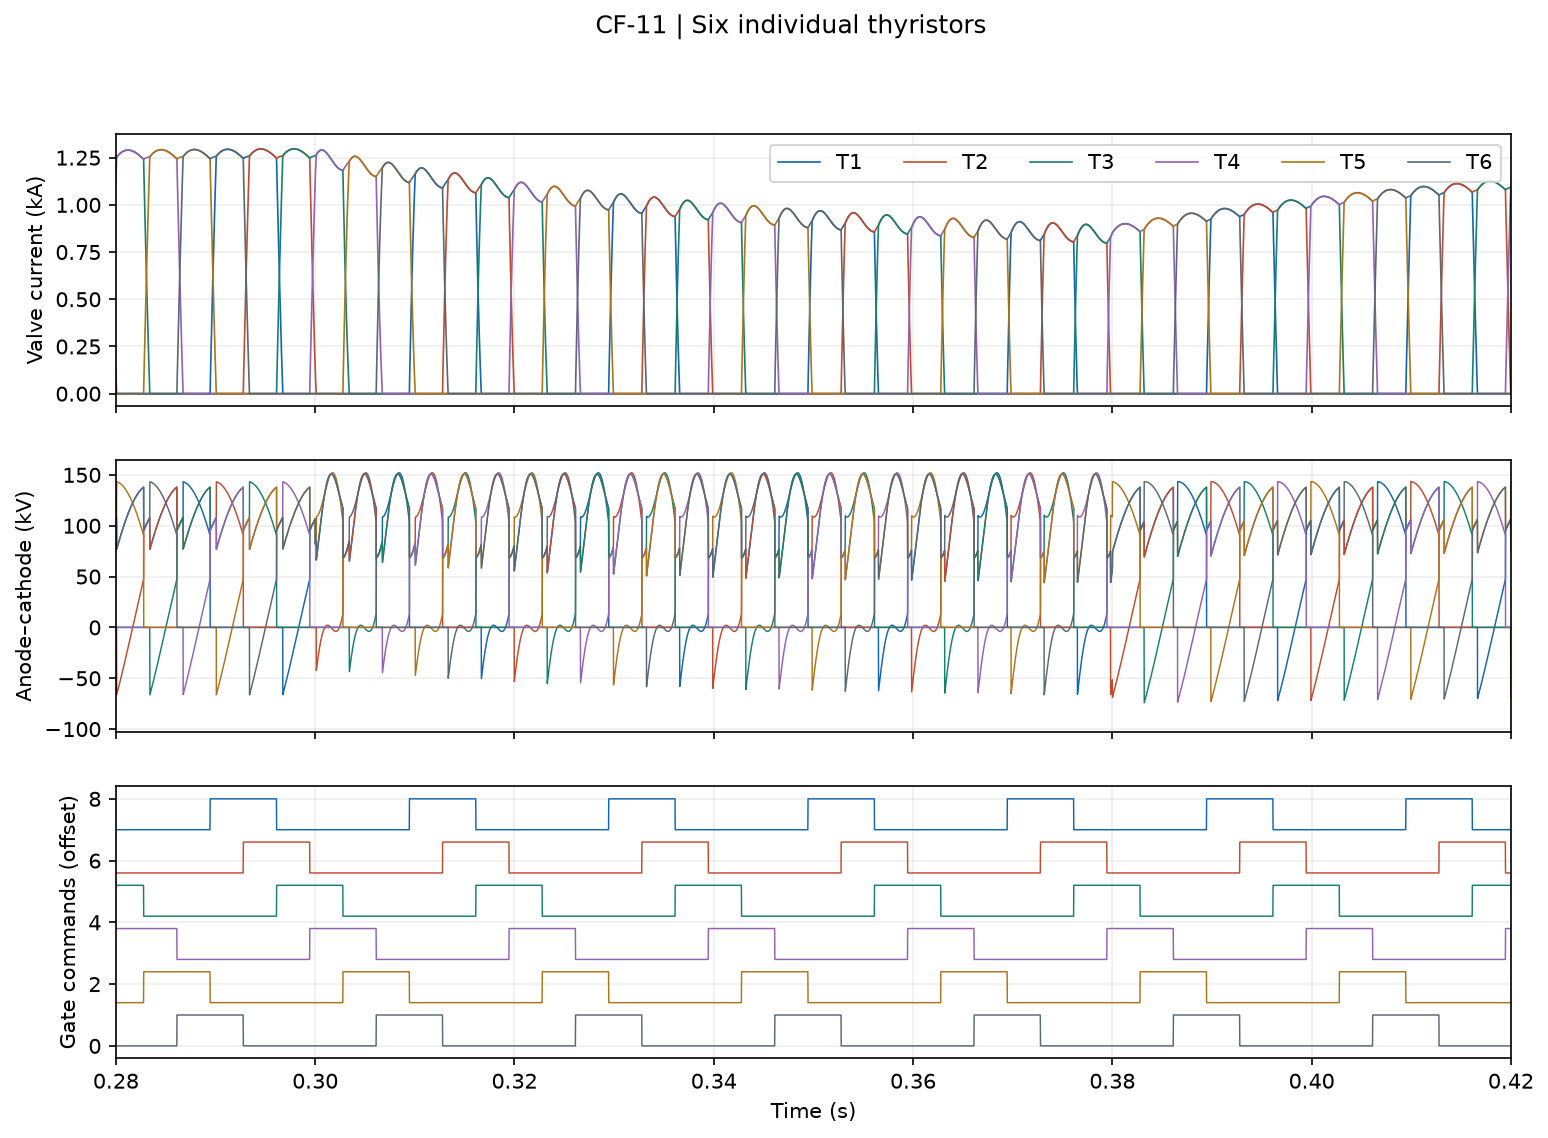 CF-11 | Six individual thyristors
Valve current (kA)
1.25
1.00
0.75
0.50
0.25
0.00
T1 T2 T3 T4 T5 T6
Anode–cathode (kV)
150
100
50
0
−50
−100
Gate commands (offset)
8
6
4
2
0
0.28 0.30 0.32 0.34 0.36 0.38 0.40 0.42
Time (s)